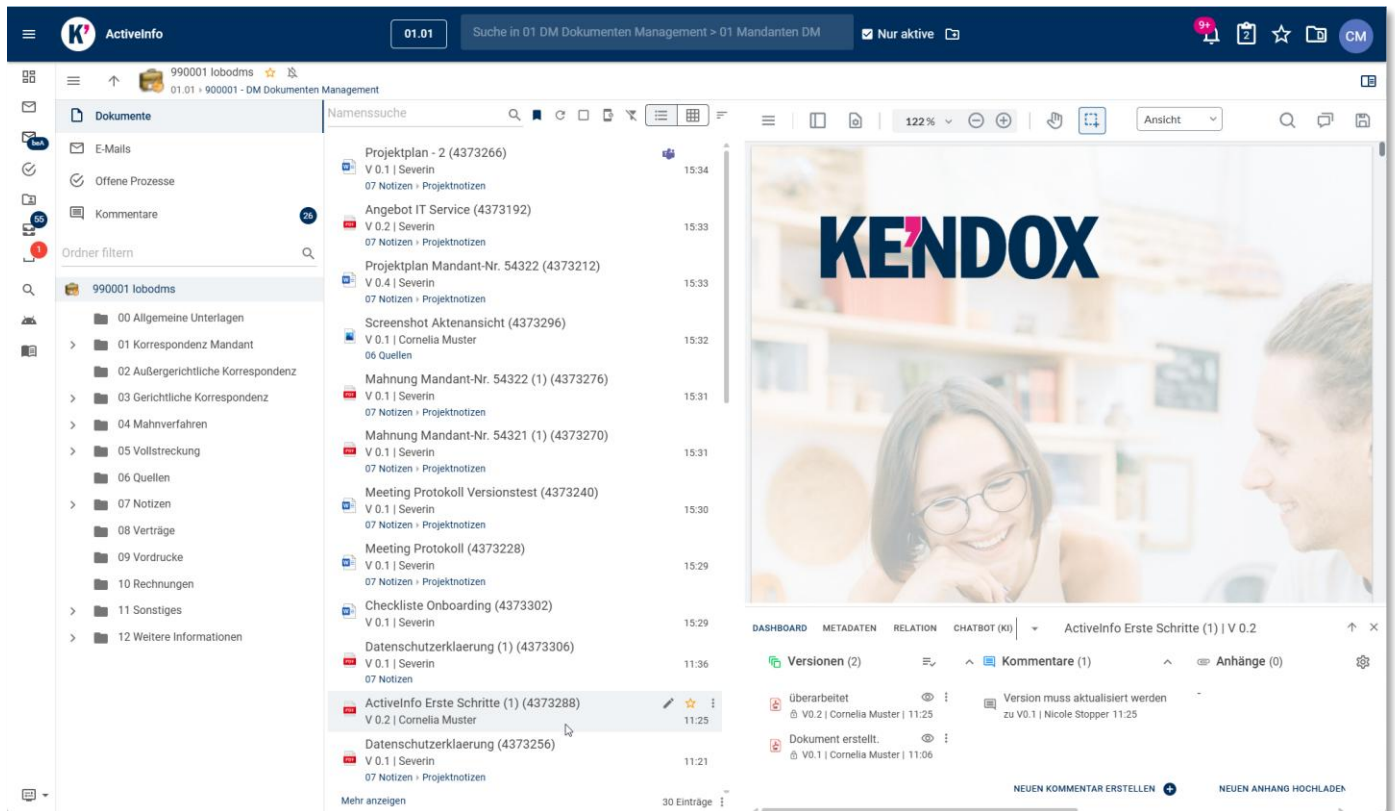 K’ ActiveInfo
01.01
Suche in 01 DM Dokumenten Management > 01 Mandanten DM
Nur aktive
9+
2
CM
990001 lobodms
01.01 › 900001 - DM Dokumenten Management
beA
55
1
Dokumente
E-Mails
Offene Prozesse
Kommentare
26
Ordner filtern
990001 lobodms
00 Allgemeine Unterlagen
01 Korrespondenz Mandant
02 Außergerichtliche Korrespondenz
03 Gerichtliche Korrespondenz
04 Mahnverfahren
05 Vollstreckung
06 Quellen
07 Notizen
08 Verträge
09 Vordrucke
10 Rechnungen
11 Sonstiges
12 Weitere Informationen
Namenssuche
Projektplan - 2 (4373266)
V 0.1 | Severin 15:34
07 Notizen › Projektnotizen
Angebot IT Service (4373192)
PDF V 0.2 | Severin 15:33
07 Notizen › Projektnotizen
Projektplan Mandant-Nr. 54322 (4373212)
V 0.4 | Severin 15:33
07 Notizen › Projektnotizen
Screenshot Aktenansicht (4373296)
V 0.1 | Cornelia Muster 15:32
06 Quellen
Mahnung Mandant-Nr. 54322 (1) (4373276)
PDF V 0.1 | Severin 15:31
07 Notizen › Projektnotizen
Mahnung Mandant-Nr. 54321 (1) (4373270)
PDF V 0.1 | Severin 15:31
07 Notizen › Projektnotizen
Meeting Protokoll Versionstest (4373240)
V 0.1 | Severin 15:30
07 Notizen › Projektnotizen
Meeting Protokoll (4373228)
V 0.1 | Severin 15:29
07 Notizen › Projektnotizen
Checkliste Onboarding (4373302)
V 0.1 | Severin 15:29
Datenschutzerklaerung (1) (4373306)
PDF V 0.1 | Severin 11:36
07 Notizen
ActiveInfo Erste Schritte (1) (4373288)
PDF V 0.2 | Cornelia Muster 11:25
Datenschutzerklaerung (4373256)
PDF V 0.1 | Severin 11:21
07 Notizen › Projektnotizen
Mehr anzeigen 30 Einträge
122%
Ansicht
KE’NDOX
DASHBOARD METADATEN RELATION CHATBOT (KI) ActiveInfo Erste Schritte (1) | V 0.2
Versionen (2) Kommentare (1) Anhänge (0)
überarbeitet
V0.2 | Cornelia Muster | 11:25
Dokument erstellt.
V0.1 | Cornelia Muster | 11:06
Version muss aktualisiert werden
zu V0.1 | Nicole Stopper 11:25
-
NEUEN KOMMENTAR ERSTELLEN
NEUEN ANHANG HOCHLADEN